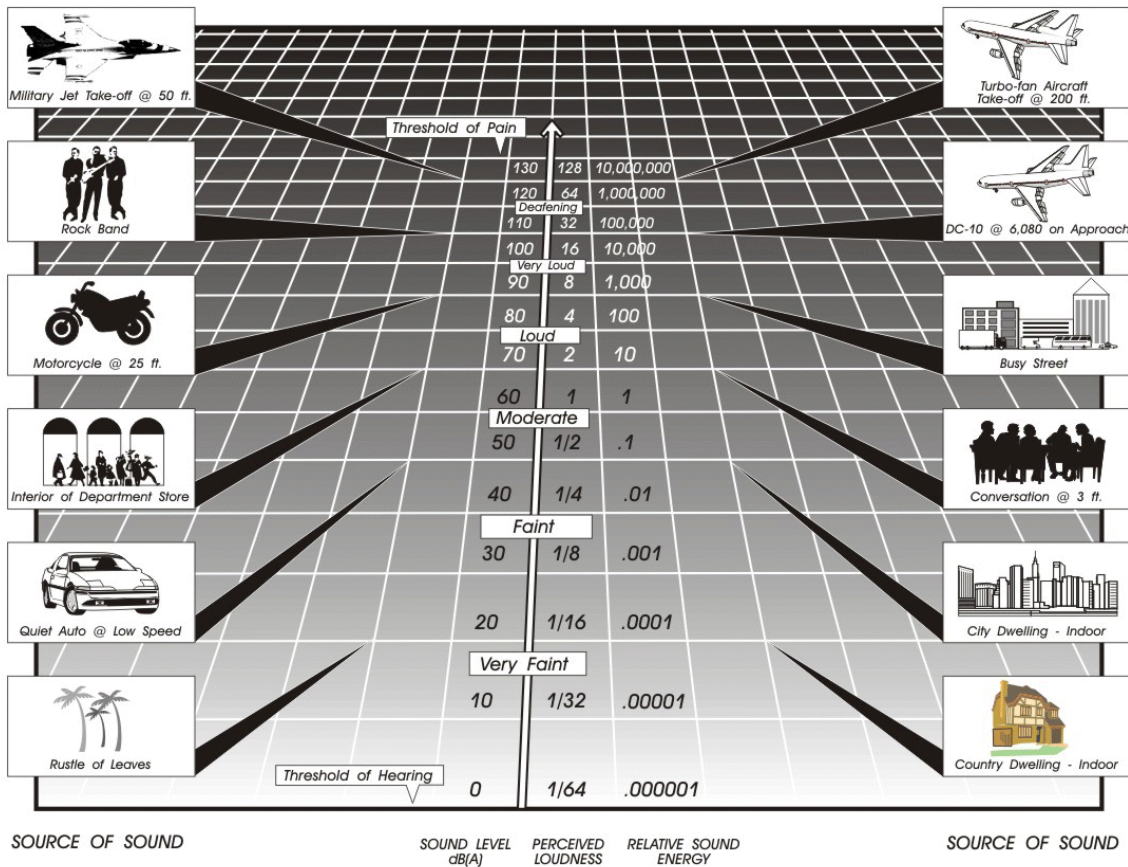 Military Jet Take-off @ 50 ft.
Turbo-fan Aircraft
Take-off @ 200 ft.
Threshold of Pain
130 128 10,000,000
120 64 1,000,000
Deafening
110 32 100,000
Rock Band
DC-10 @ 6,080 on Approach
100 16 10,000
Very Loud
90 8 1,000
80 4 100
Loud
70 2 10
Motorcycle @ 25 ft.
Busy Street
60 1 1
Moderate
50 1/2 .1
40 1/4 .01
Interior of Department Store
Conversation @ 3 ft.
Faint
30 1/8 .001
20 1/16 .0001
Quiet Auto @ Low Speed
City Dwelling - Indoor
Very Faint
10 1/32 .00001
Rustle of Leaves
Country Dwelling - Indoor
Threshold of Hearing
0 1/64 .000001
SOURCE OF SOUND
SOUND LEVEL
dB(A)
PERCEIVED
LOUDNESS
RELATIVE SOUND
ENERGY
SOURCE OF SOUND